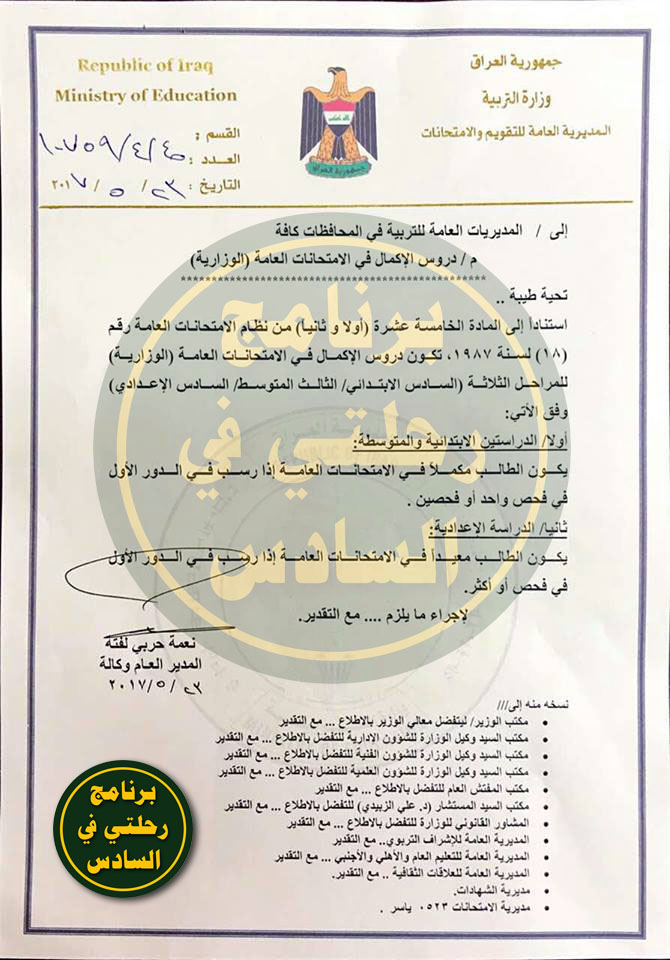 Republic of Iraq
Ministry of Education
جمهورية العراق
وزارة التربية
المديرية العامة للتقويم والامتحانات
القسم :
العدد :
التاريخ : ٢٣ / ٥ / ٢٠١٧
جمهورية العراق
إلى / المديريات العامة للتربية في المحافظات كافة
م / دروس الإكمال في الامتحانات العامة (الوزارية)
تحية طيبة ..
استناداً إلى المادة الخامسة عشرة (أولا و ثانيا) من نظام الامتحانات العامة رقم
(١٨) لسنة ١٩٨٧، تكون دروس الإكمال في الامتحانات العامة (الوزارية)
للمراحل الثلاثة (السادس الابتدائي/ الثالث المتوسط/ السادس الإعدادي)
وفق الأتي:
أولا/ الدراستين الابتدائية والمتوسطة:
يكون الطالب مكملاً في الامتحانات العامة إذا رسب في الدور الأول
في فحص واحد أو فحصين .
ثانيا/ الدراسة الإعدادية:
يكون الطالب معيداً في الامتحانات العامة إذا رسب في الدور الأول
في فحص أو أكثر.
لإجراء ما يلزم .... مع التقدير.
نعمة حربي لفته
المدير العام وكالة
٢٣ / ٥ / ٢٠١٧
نسخه منه إلى///
• مكتب الوزير/ ليتفضل معالي الوزير بالاطلاع ... مع التقدير
• مكتب السيد وكيل الوزارة للشؤون الإدارية للتفضل بالاطلاع ... مع التقدير
• مكتب السيد وكيل الوزارة للشؤون الفنية للتفضل بالاطلاع ... مع التقدير
• مكتب السيد وكيل الوزارة للشؤون العلمية للتفضل بالاطلاع ... مع التقدير
• مكتب المفتش العام للتفضل بالاطلاع ... مع التقدير
• مكتب السيد المستشار (د. علي الزبيدي) للتفضل بالاطلاع ... مع التقدير
• المشاور القانوني للوزارة للتفضل بالاطلاع ... مع التقدير
• المديرية العامة للإشراف التربوي.. مع التقدير
• المديرية العامة للتعليم العام والأهلي والأجنبي ... مع التقدير
• المديرية العامة للعلاقات الثقافية .. مع التقدير.
• مديرية الشهادات.
• مديرية الامتحانات ٠٥٢٣ ياسر .
برنامج
رحلتي في
السادس
برنامج
رحلتي في
السادس